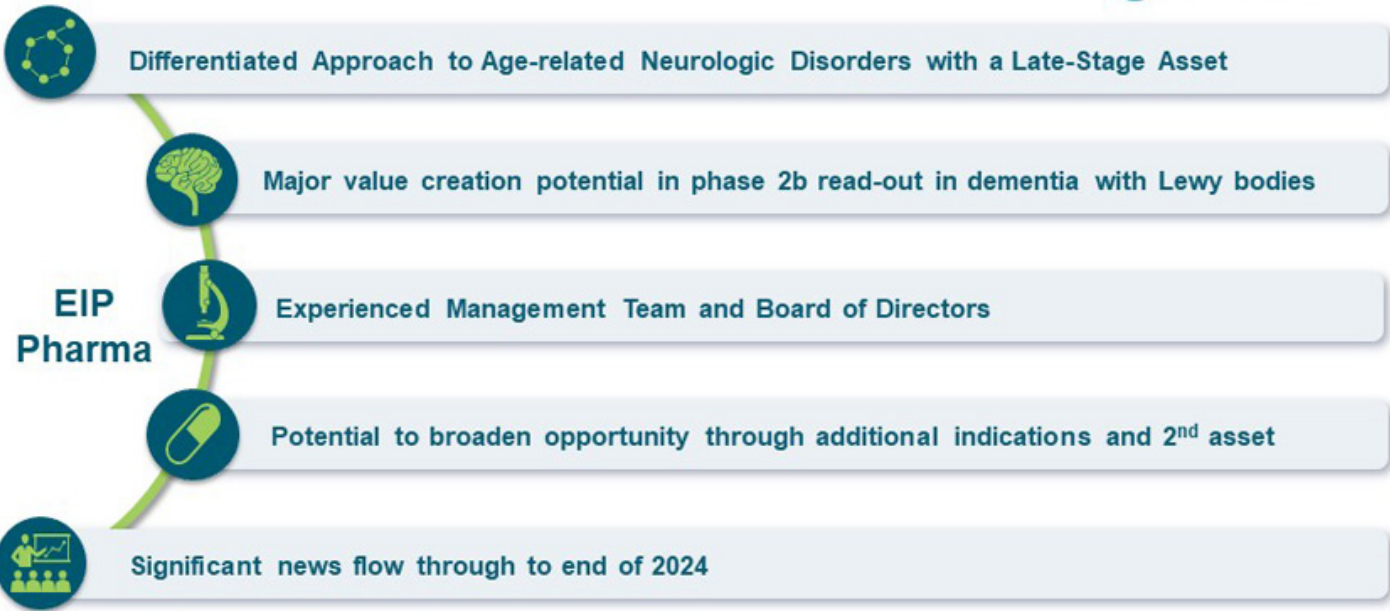 Differentiated Approach to Age-related Neurologic Disorders with a Late-Stage Asset
Major value creation potential in phase 2b read-out in dementia with Lewy bodies
EIP
Pharma
Experienced Management Team and Board of Directors
Potential to broaden opportunity through additional indications and 2nd asset
Significant news flow through to end of 2024